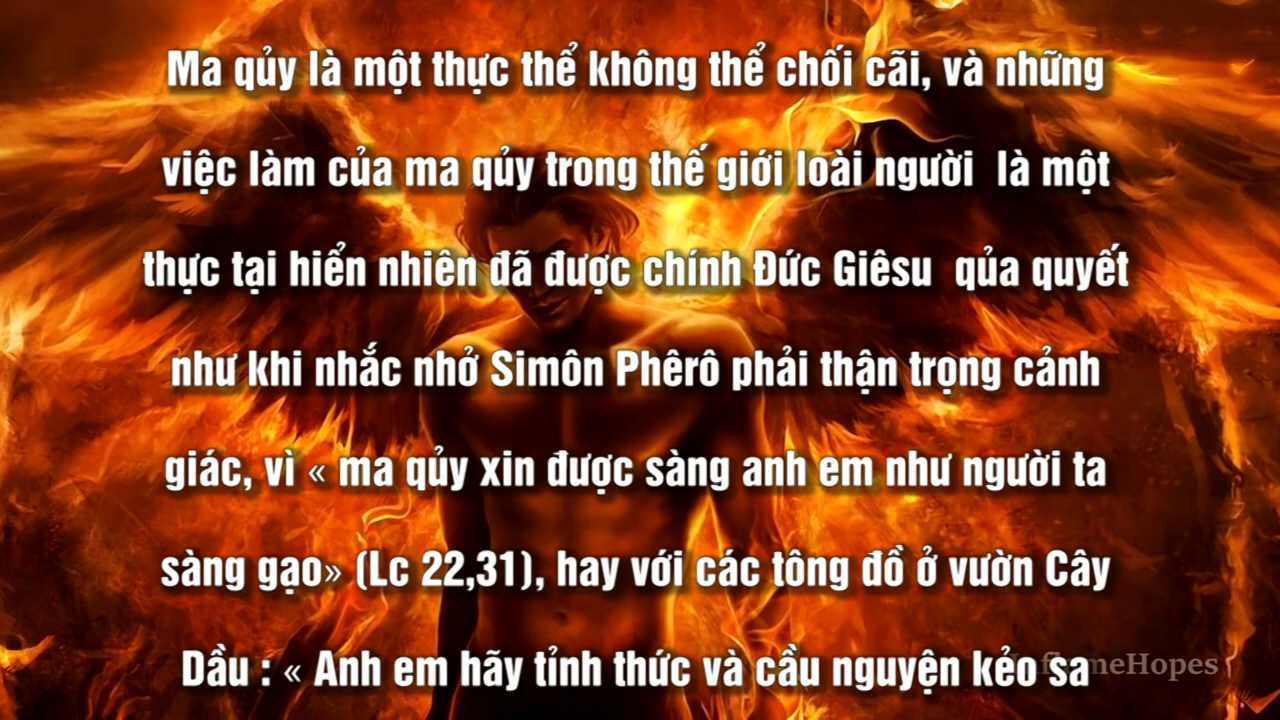 Ma qủy là một thực thể không thể chối cãi, và những
việc làm của ma qủy trong thế giới loài người là một
thực tại hiển nhiên đã được chính Đức Giêsu qủa quyết
như khi nhắc nhở Simôn Phêrô phải thận trọng cảnh
giác, vì « ma qủy xin được sàng anh em như người ta
sàng gạo» (Lc 22,31), hay với các tông đồ ở vườn Cây
Dầu : « Anh em hãy tỉnh thức và cầu nguyện kẻo sa